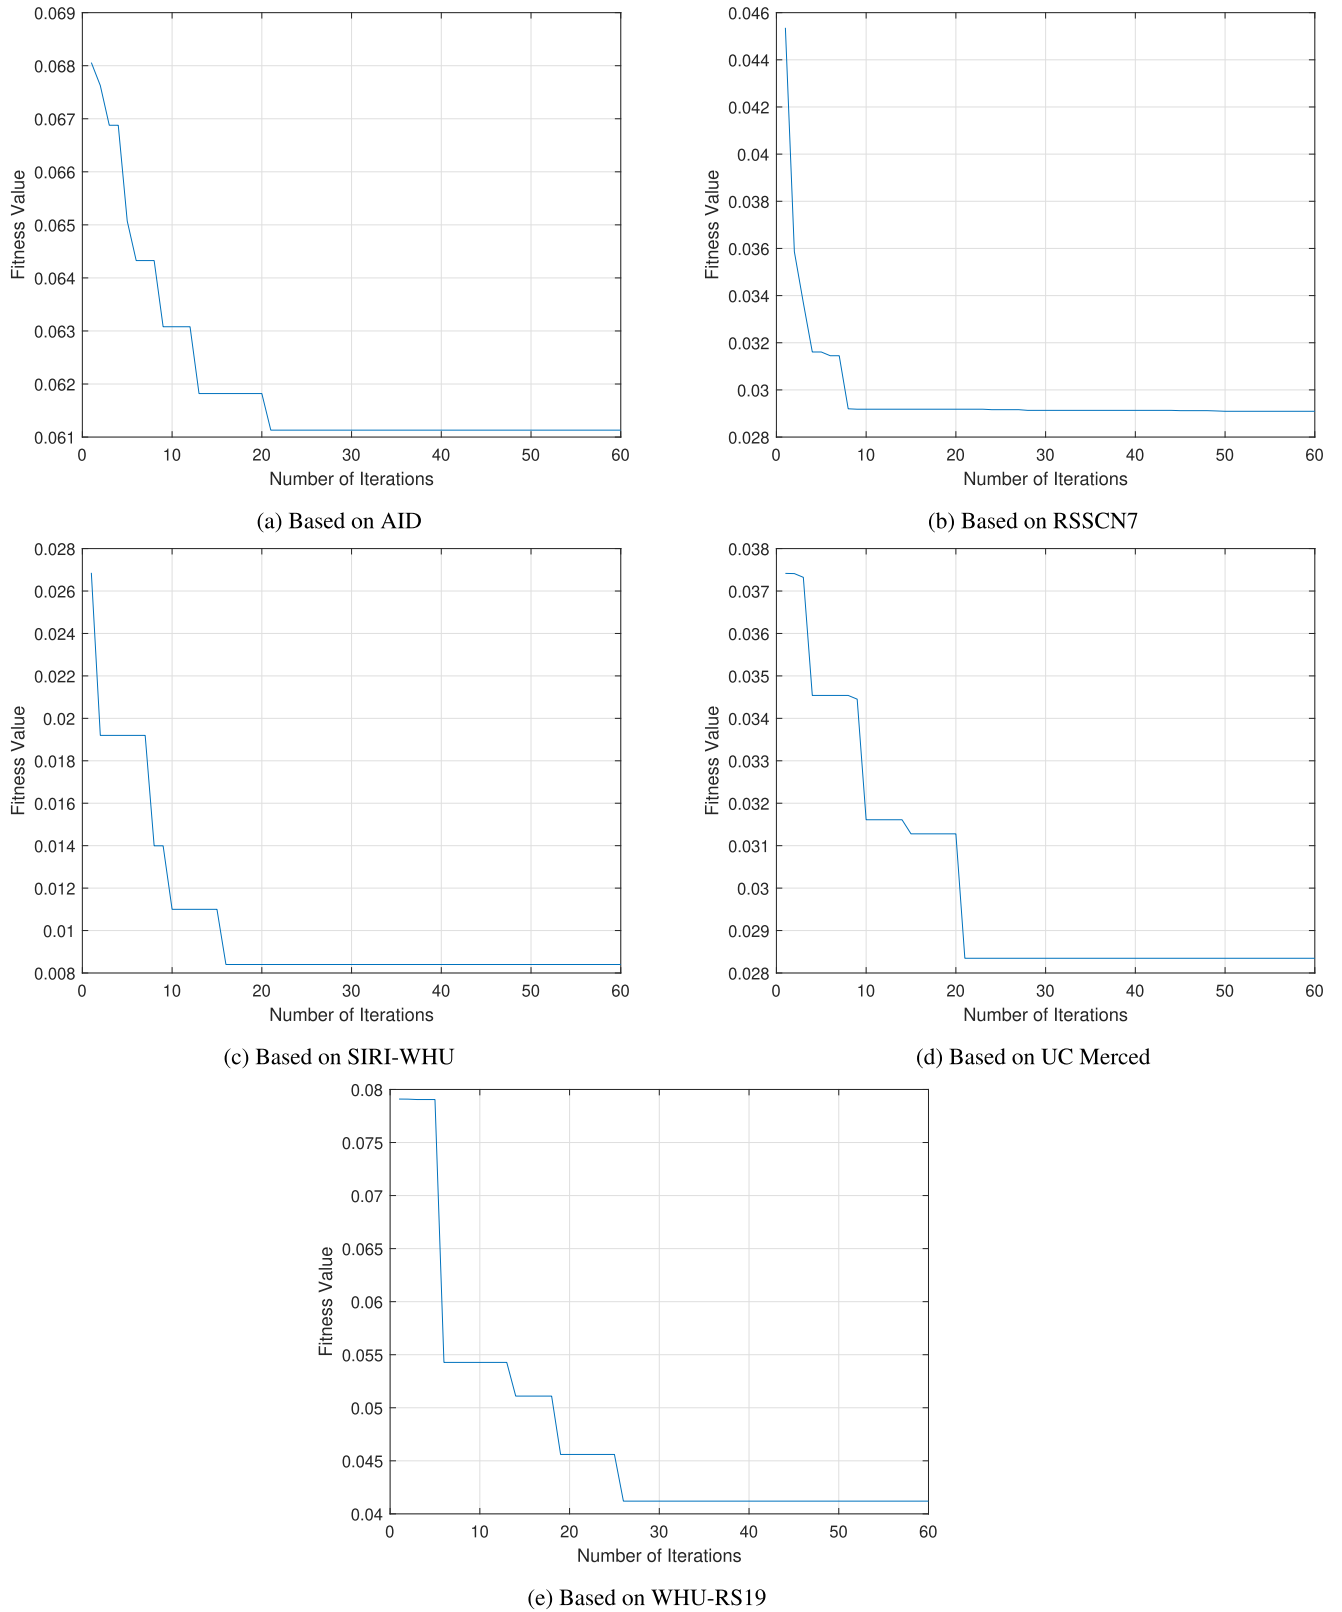 0.069
0.068
0.067
0.066
0.065
0.064
0.063
0.062
0.061
Fitness Value
0 10 20 30 40 50 60
Number of Iterations
(a) Based on AID
0.046
0.044
0.042
0.04
0.038
0.036
0.034
0.032
0.03
0.028
Fitness Value
0 10 20 30 40 50 60
Number of Iterations
(b) Based on RSSCN7
0.028
0.026
0.024
0.022
0.02
0.018
0.016
0.014
0.012
0.01
0.008
Fitness Value
0 10 20 30 40 50 60
Number of Iterations
(c) Based on SIRI-WHU
0.038
0.037
0.036
0.035
0.034
0.033
0.032
0.031
0.03
0.029
0.028
Fitness Value
0 10 20 30 40 50 60
Number of Iterations
(d) Based on UC Merced
0.08
0.075
0.07
0.065
0.06
0.055
0.05
0.045
0.04
Fitness Value
0 10 20 30 40 50 60
Number of Iterations
(e) Based on WHU-RS19